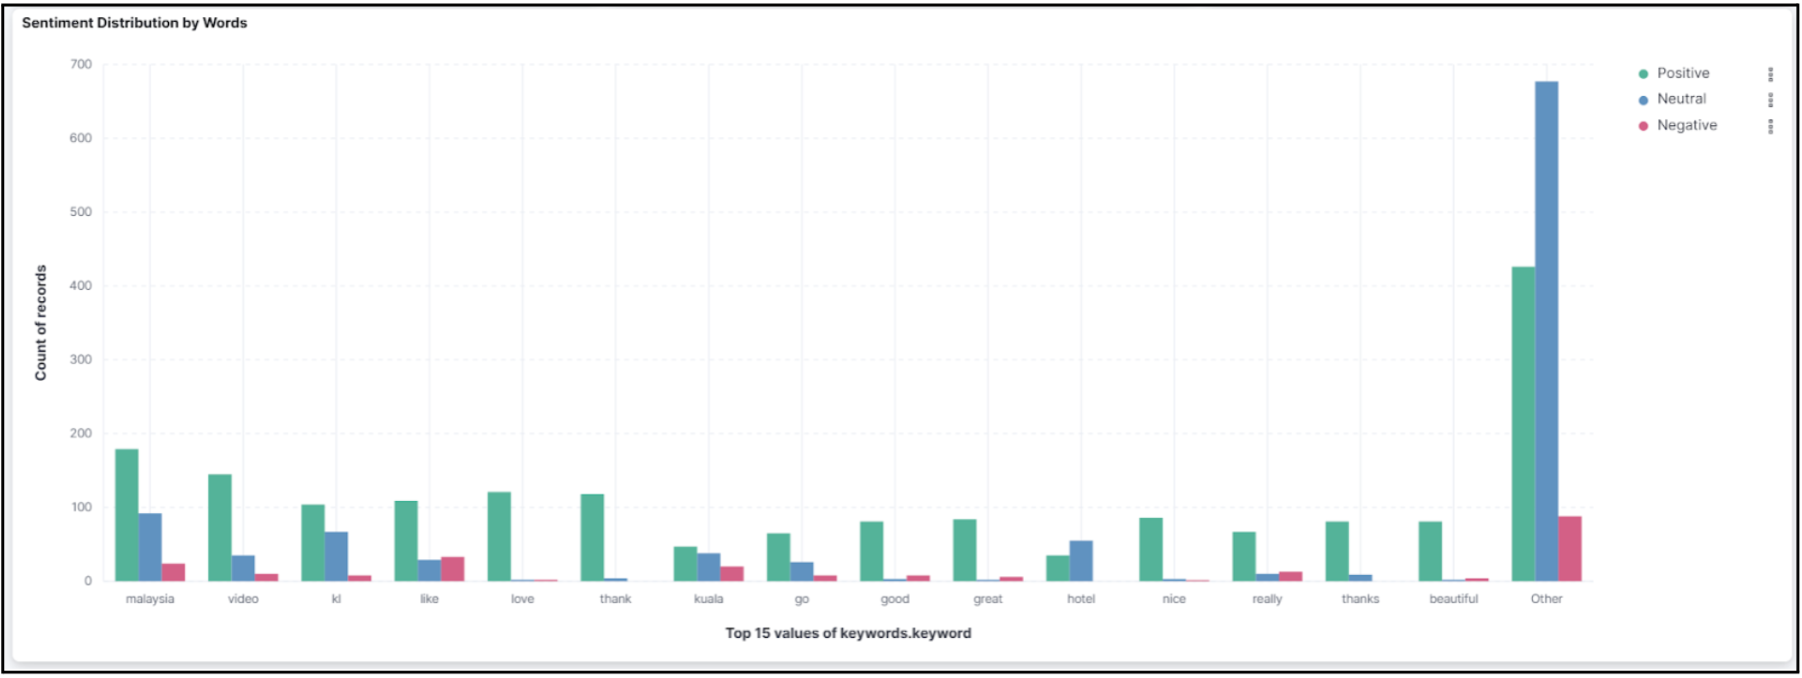 Sentiment Distribution by Words
700
600
500
400
300
200
100
0
Count of records
malaysia video kl like love thank kuala go good great hotel nice really thanks beautiful Other
Top 15 values of keywords.keyword
Positive
Neutral
Negative